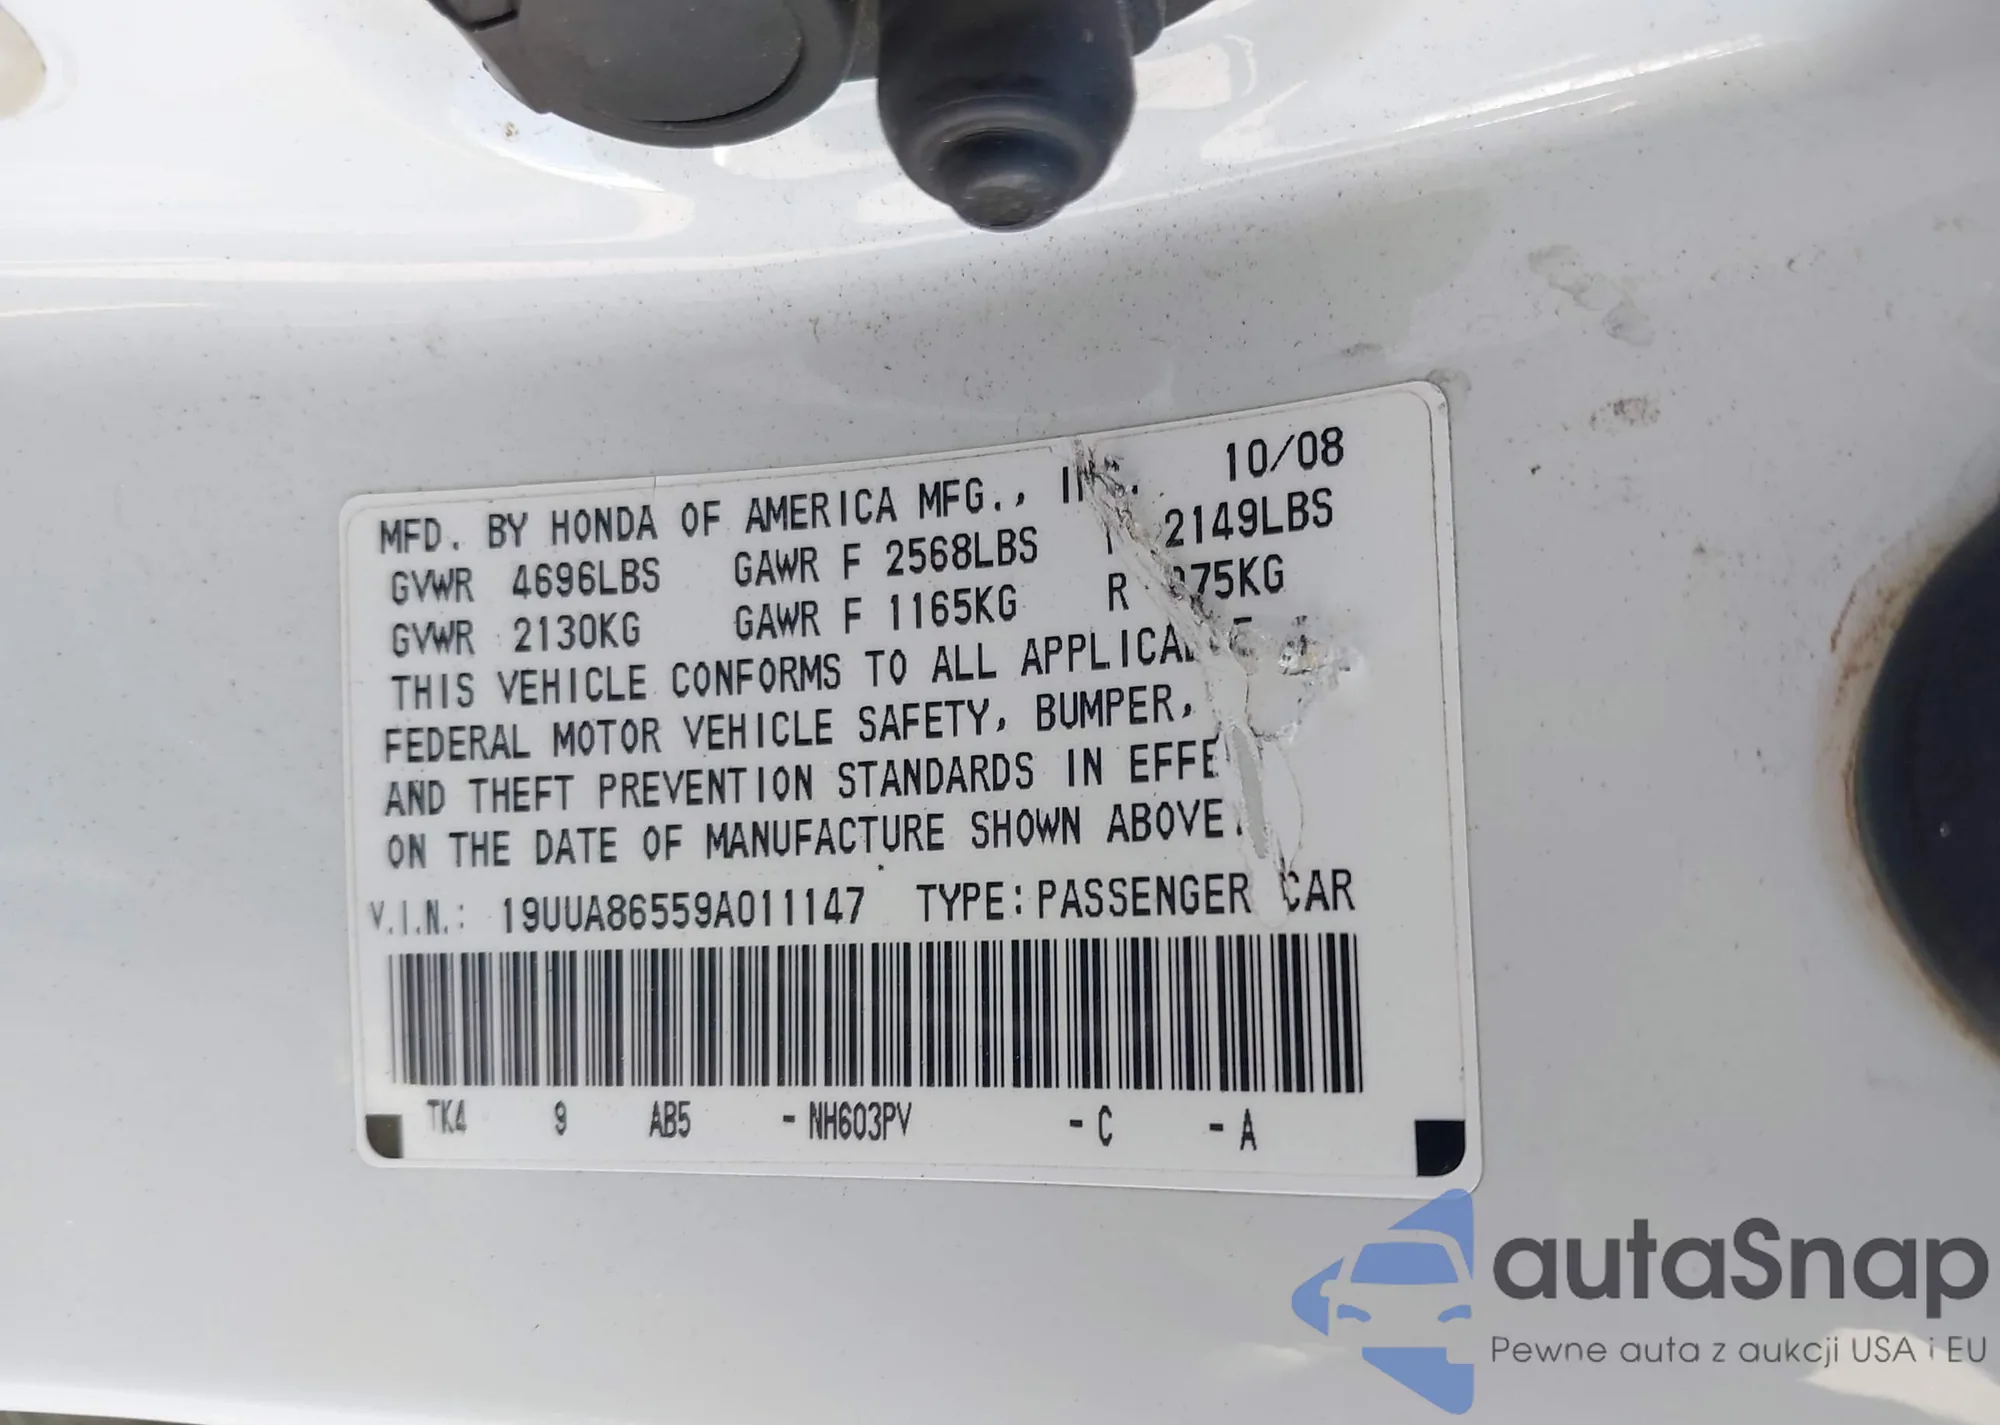 MFD. BY HONDA OF AMERICA MFG., INC. 10/08
GVWR 4696LBS GAWR F 2568LBS 2149LBS
GVWR 2130KG GAWR F 1165KG R 975KG
THIS VEHICLE CONFORMS TO ALL
FEDERAL MOTOR VEHICLE SAFETY, BUMPER,
AND THEFT PREVENTION STANDARDS IN
ON THE DATE OF MANUFACTURE SHOWN ABOVE.
V.I.N.: 19UUA86559A011147 TYPE: PASSENGER CAR
TK4 9 AB5 -NH603PV -C -A
autaSnap
Pewne auta z aukcji USA i EU